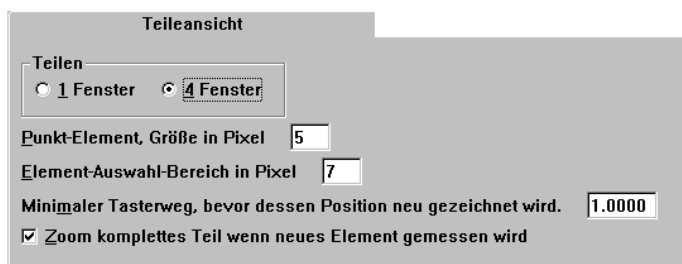 Teileansicht
Teilen
1 Fenster 4 Fenster
Punkt-Element, Größe in Pixel 5
Element-Auswahl-Bereich in Pixel 7
Minimaler Tasterweg, bevor dessen Position neu gezeichnet wird. 1.0000
Zoom komplettes Teil wenn neues Element gemessen wird